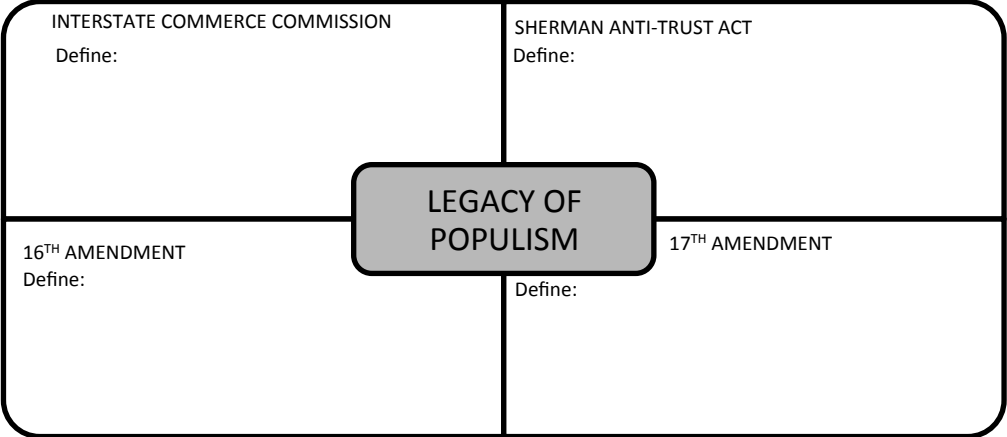 INTERSTATE COMMERCE COMMISSION
Define:
SHERMAN ANTI-TRUST ACT
Define:
LEGACY OF
POPULISM
16TH AMENDMENT
Define:
17TH AMENDMENT
Define: